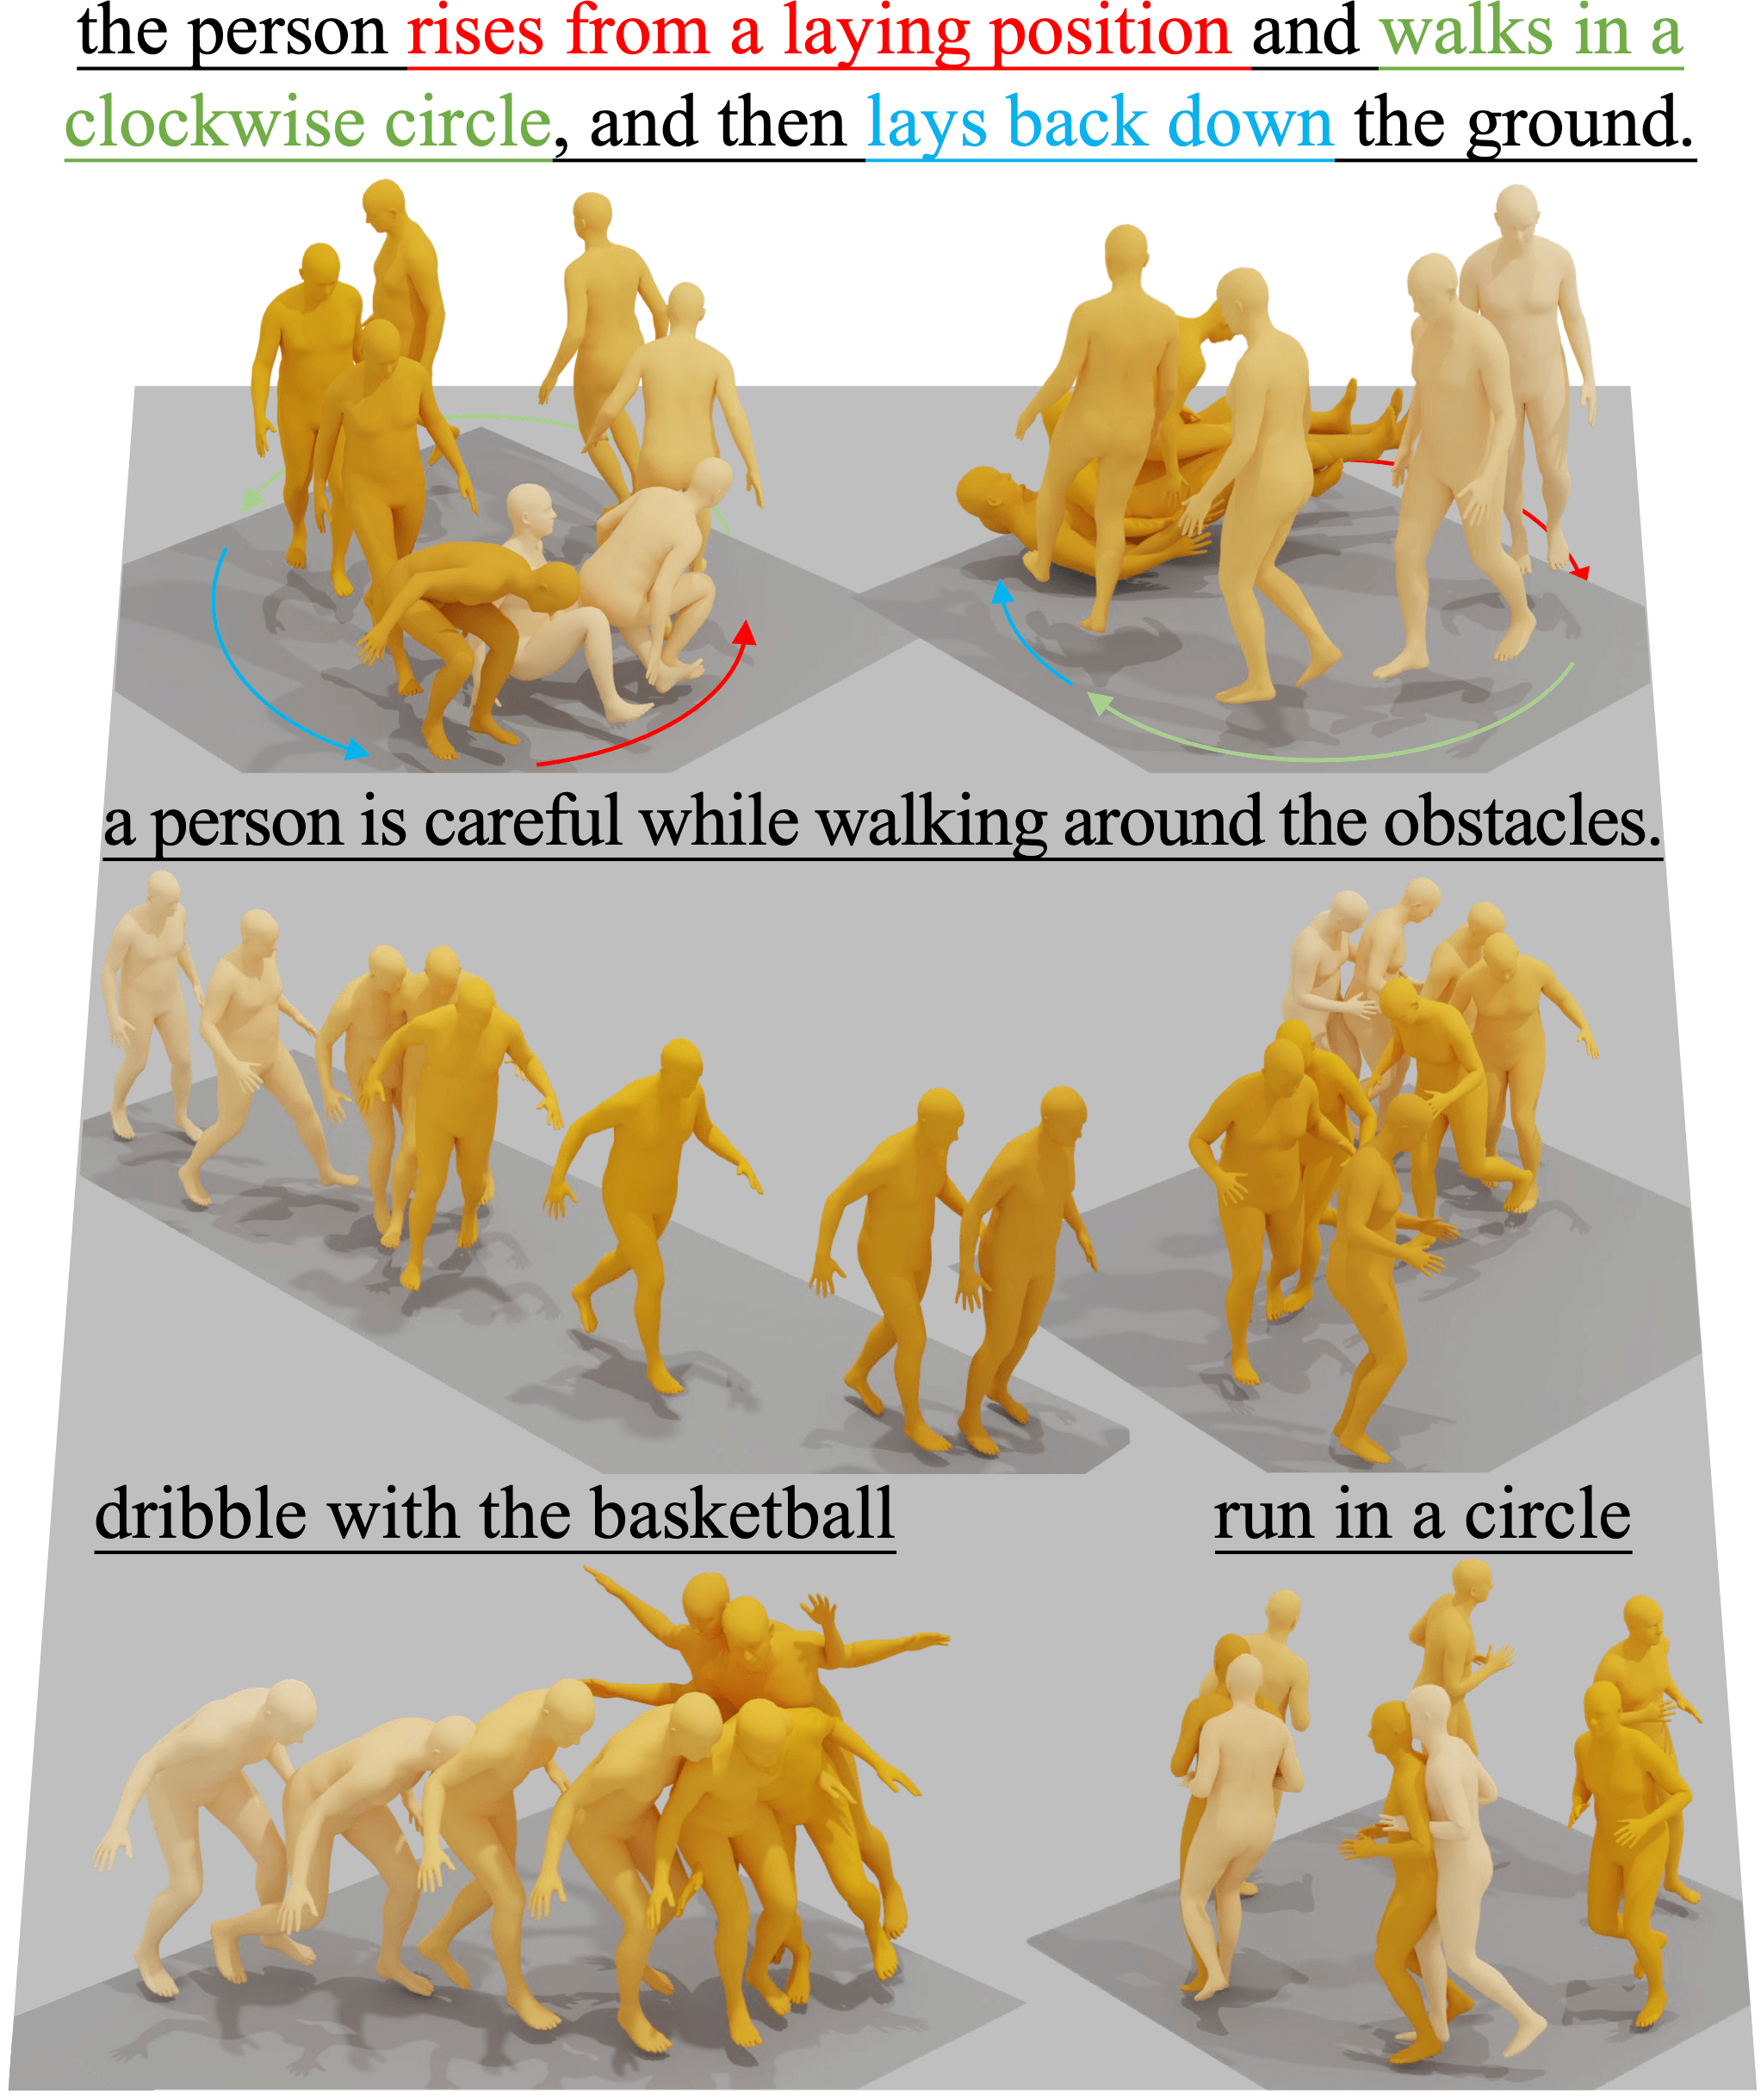 the person rises from a laying position and walks in a
clockwise circle, and then lays back down the ground.
a person is careful while walking around the obstacles.
dribble with the basketball
run in a circle